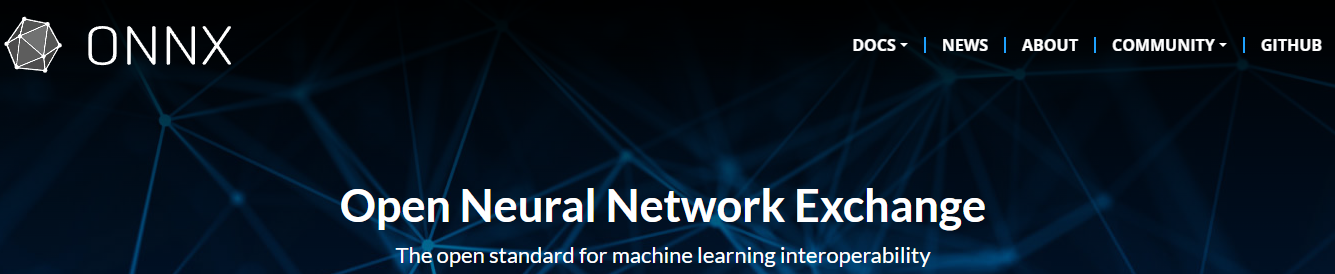 ONNX
DOCS | NEWS | ABOUT | COMMUNITY | GITHUB
Open Neural Network Exchange
The open standard for machine learning interoperability